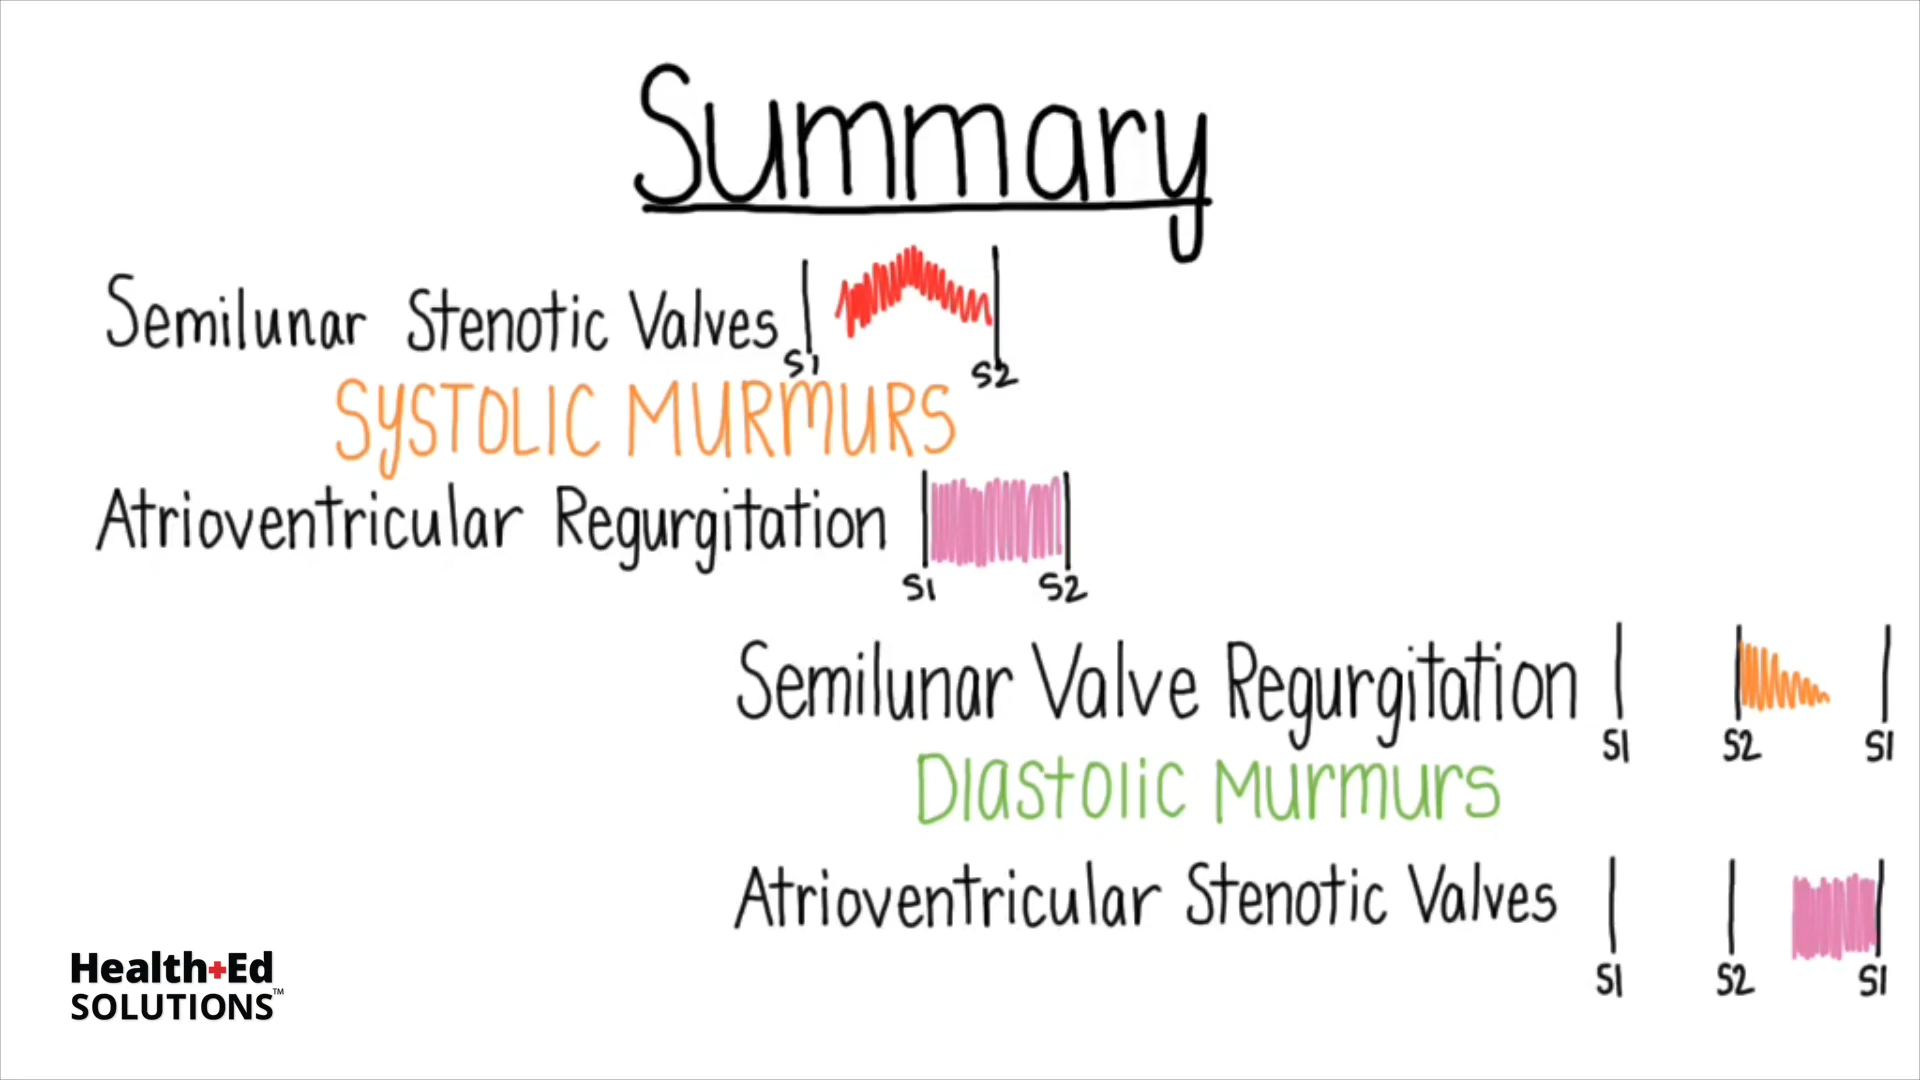 Summary
Semilunar Stenotic Valves S1 S2
SYSTOLIC MURMURS
Atrioventricular Regurgitation S1 S2
Semilunar Valve Regurgitation S1 S2 S1
Diastolic Murmurs
Atrioventricular Stenotic Valves S1 S2 S1
Health+Ed
SOLUTIONS™